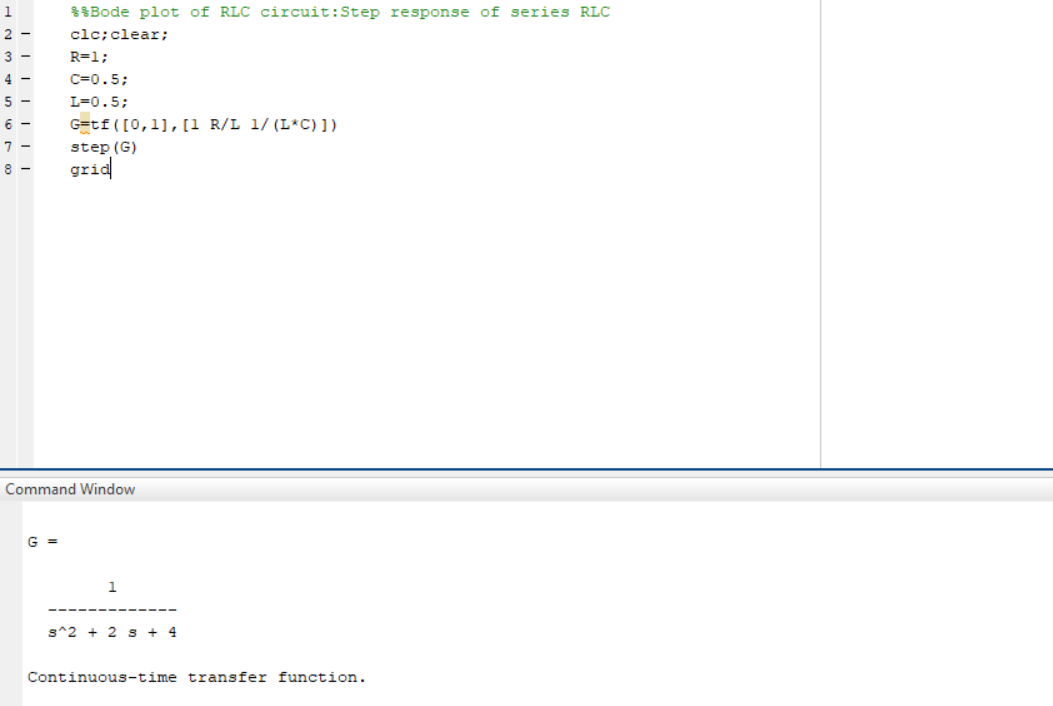 1 %%Bode plot of RLC circuit:Step response of series RLC
2 - clc;clear;
3 - R=1;
4 - C=0.5;
5 - L=0.5;
6 - G=tf([0,1],[1 R/L 1/(L*C)])
7 - step(G)
8 - grid
Command Window
G =
1
-------------
s^2 + 2 s + 4
Continuous-time transfer function.